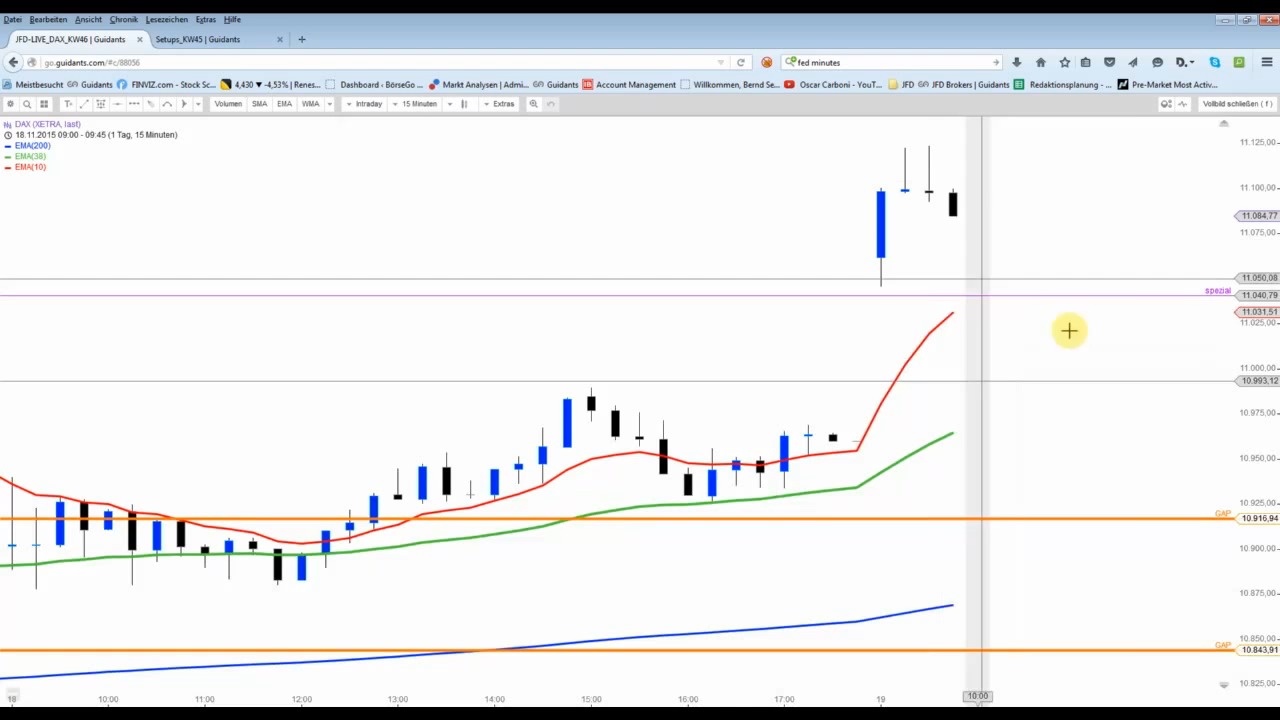 Datei Bearbeiten Ansicht Chronik Lesezeichen Extras Hilfe
JFD-LIVE_DAX_KW46 | Guidants × Setups_KW45 | Guidants × +
go.guidants.com/#c/88056 fed minutes
Meistbesucht Guidants FINVIZ.com - Stock Sc... 4,430 ▼ -4,53% | Renes... Dashboard - BörseGo ... Markt Analysen | Admi... Guidants Account Management Willkommen, Bernd Se... Oscar Carboni - YouT... JFD JFD Brokers | Guidants Redaktionsplanung - ... Pre-Market Most Activ...
Volumen SMA EMA WMA Intraday 15 Minuten Extras Vollbild schließen ( f )
DAX (XETRA, last)
18.11.2015 09:00 - 09:45 (1 Tag, 15 Minuten)
EMA(200)
EMA(38)
EMA(10)
11.125,00
11.100,00
11.084,77
11.075,00
11.050,08
spezial 11.040,79
11.031,51
11.025,00
11.000,00
10.993,12
10.975,00
10.950,00
10.925,00
GAP 10.916,94
10.900,00
10.875,00
10.850,00
GAP 10.843,91
10.825,00
18 10:00 11:00 12:00 13:00 14:00 15:00 16:00 17:00 19 10:00